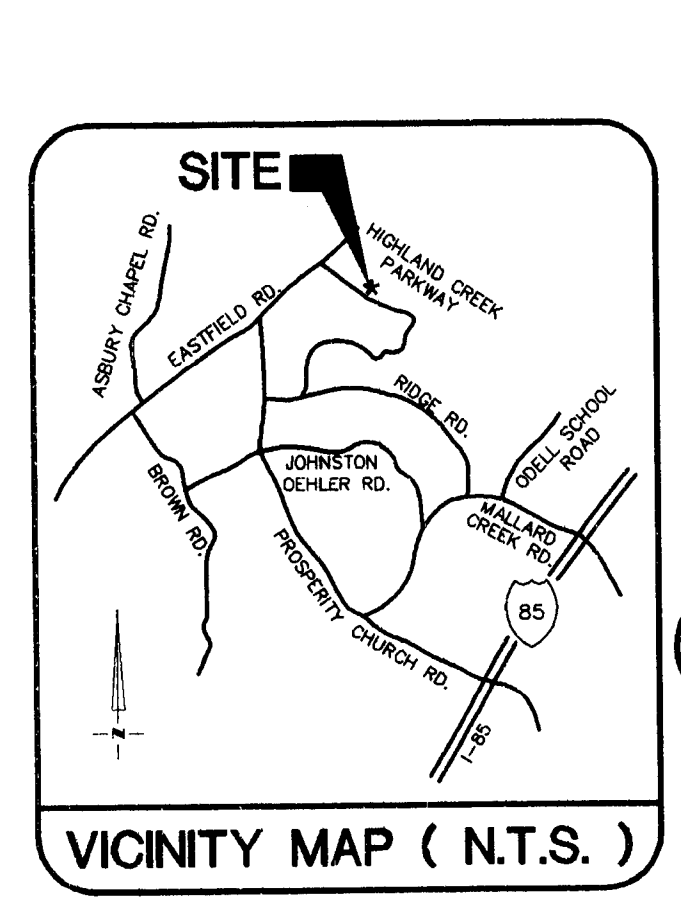 SITE
HIGHLAND CREEK
PARKWAY
ASBURY CHAPEL RD.
EASTFIELD RD.
RIDGE RD.
ODELL SCHOOL
ROAD
JOHNSTON
OEHLER RD.
BROWN RD.
MALLARD
CREEK RD.
PROSPERITY CHURCH RD.
85
N
I-85
VICINITY MAP ( N.T.S. )